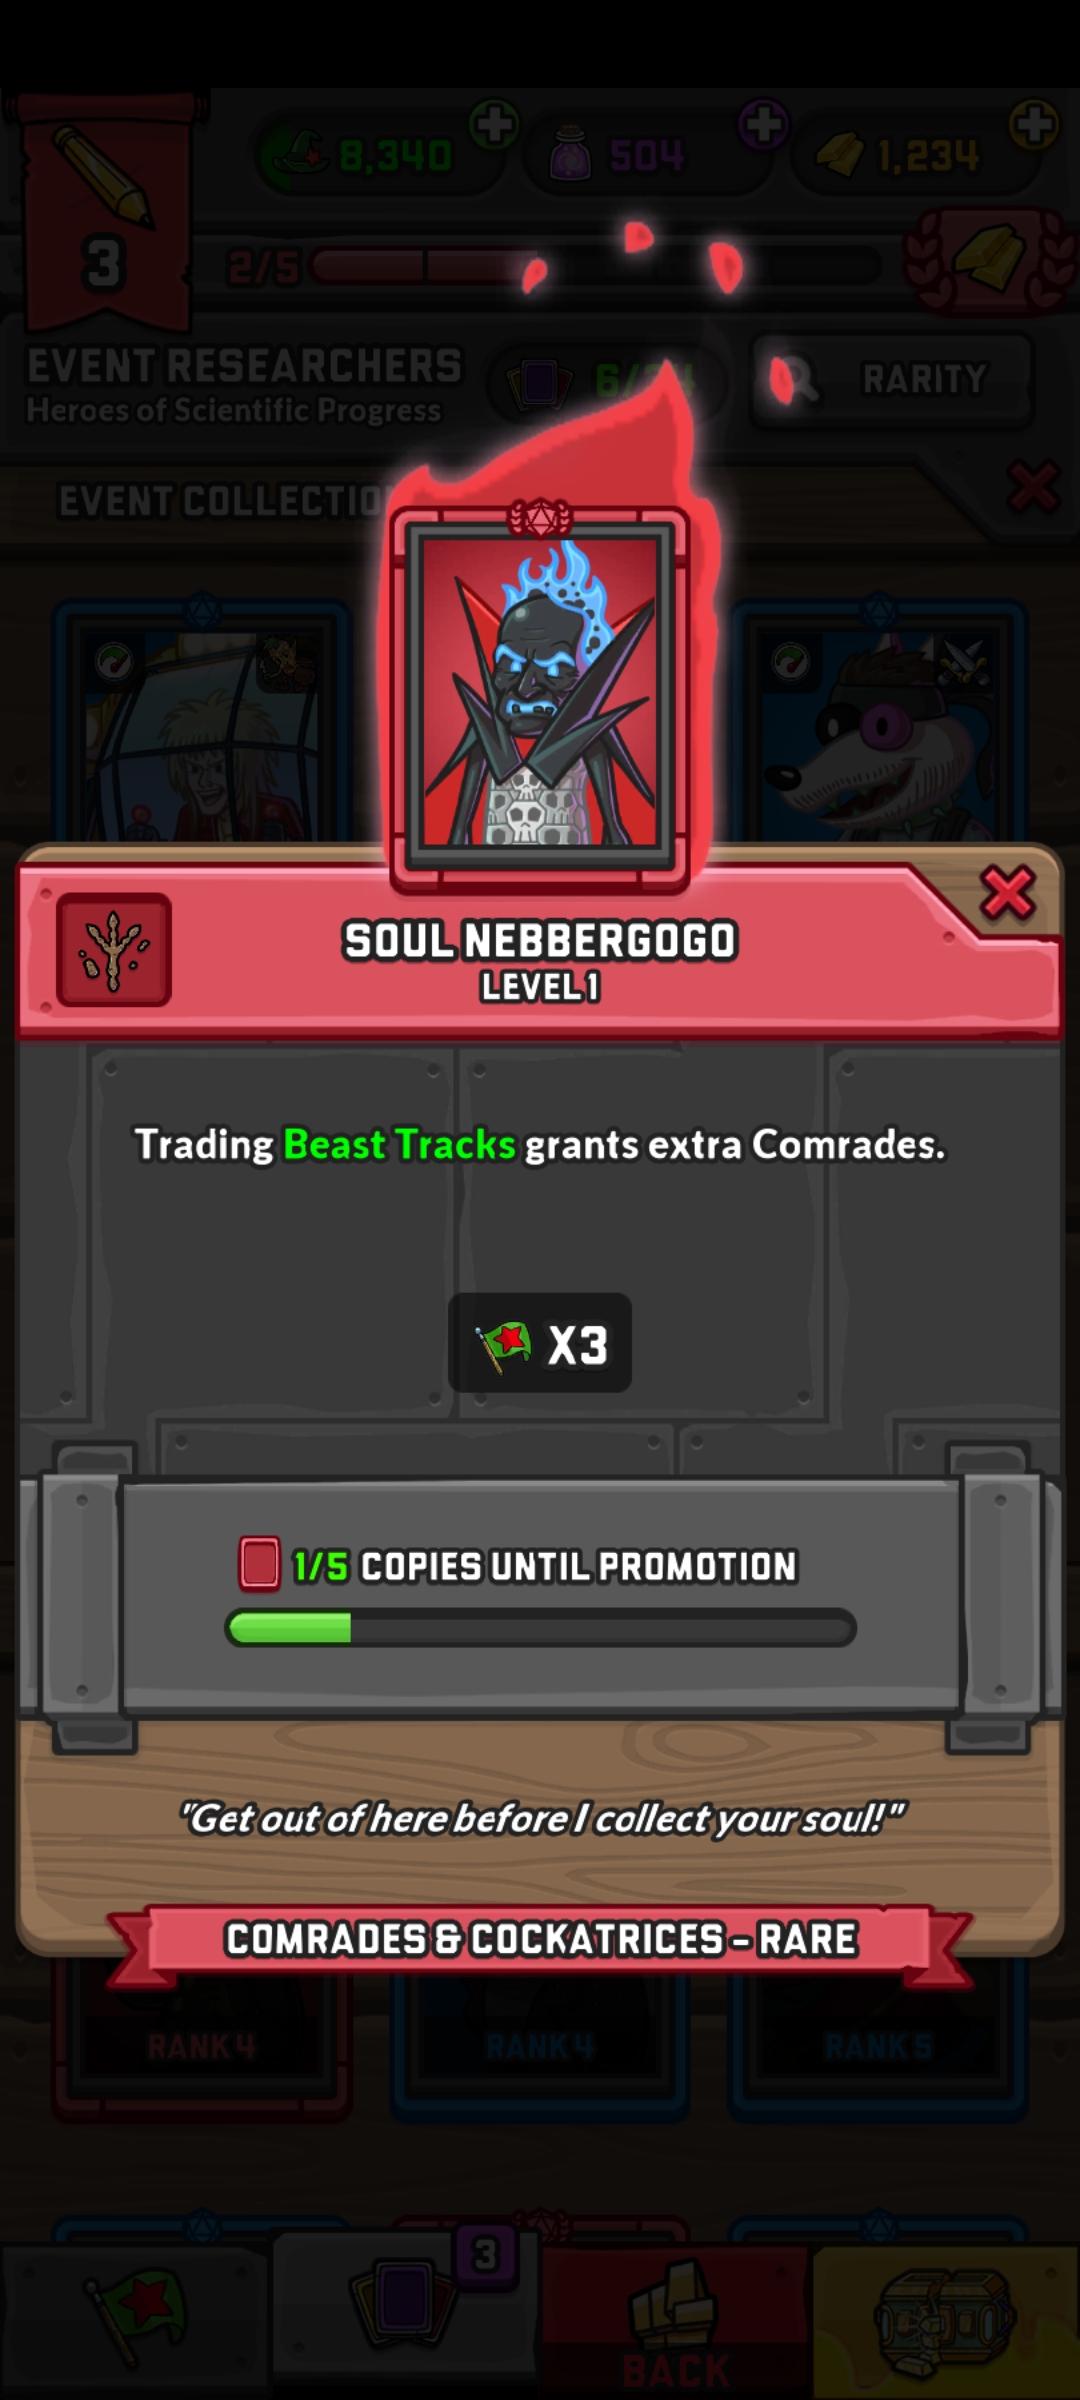 8,340
504
1,234
3
2/5
EVENT RESEARCHERS
Heroes of Scientific Progress
RARITY
EVENT COLLECTIO
SOUL NEBBERGOGO
LEVEL 1
Trading Beast Tracks grants extra Comrades.
X3
1/5 COPIES UNTIL PROMOTION
"Get out of here before I collect your soul!"
COMRADES & COCKATRICES - RARE
RANK 4
RANK 4
RANK 5
3
BACK